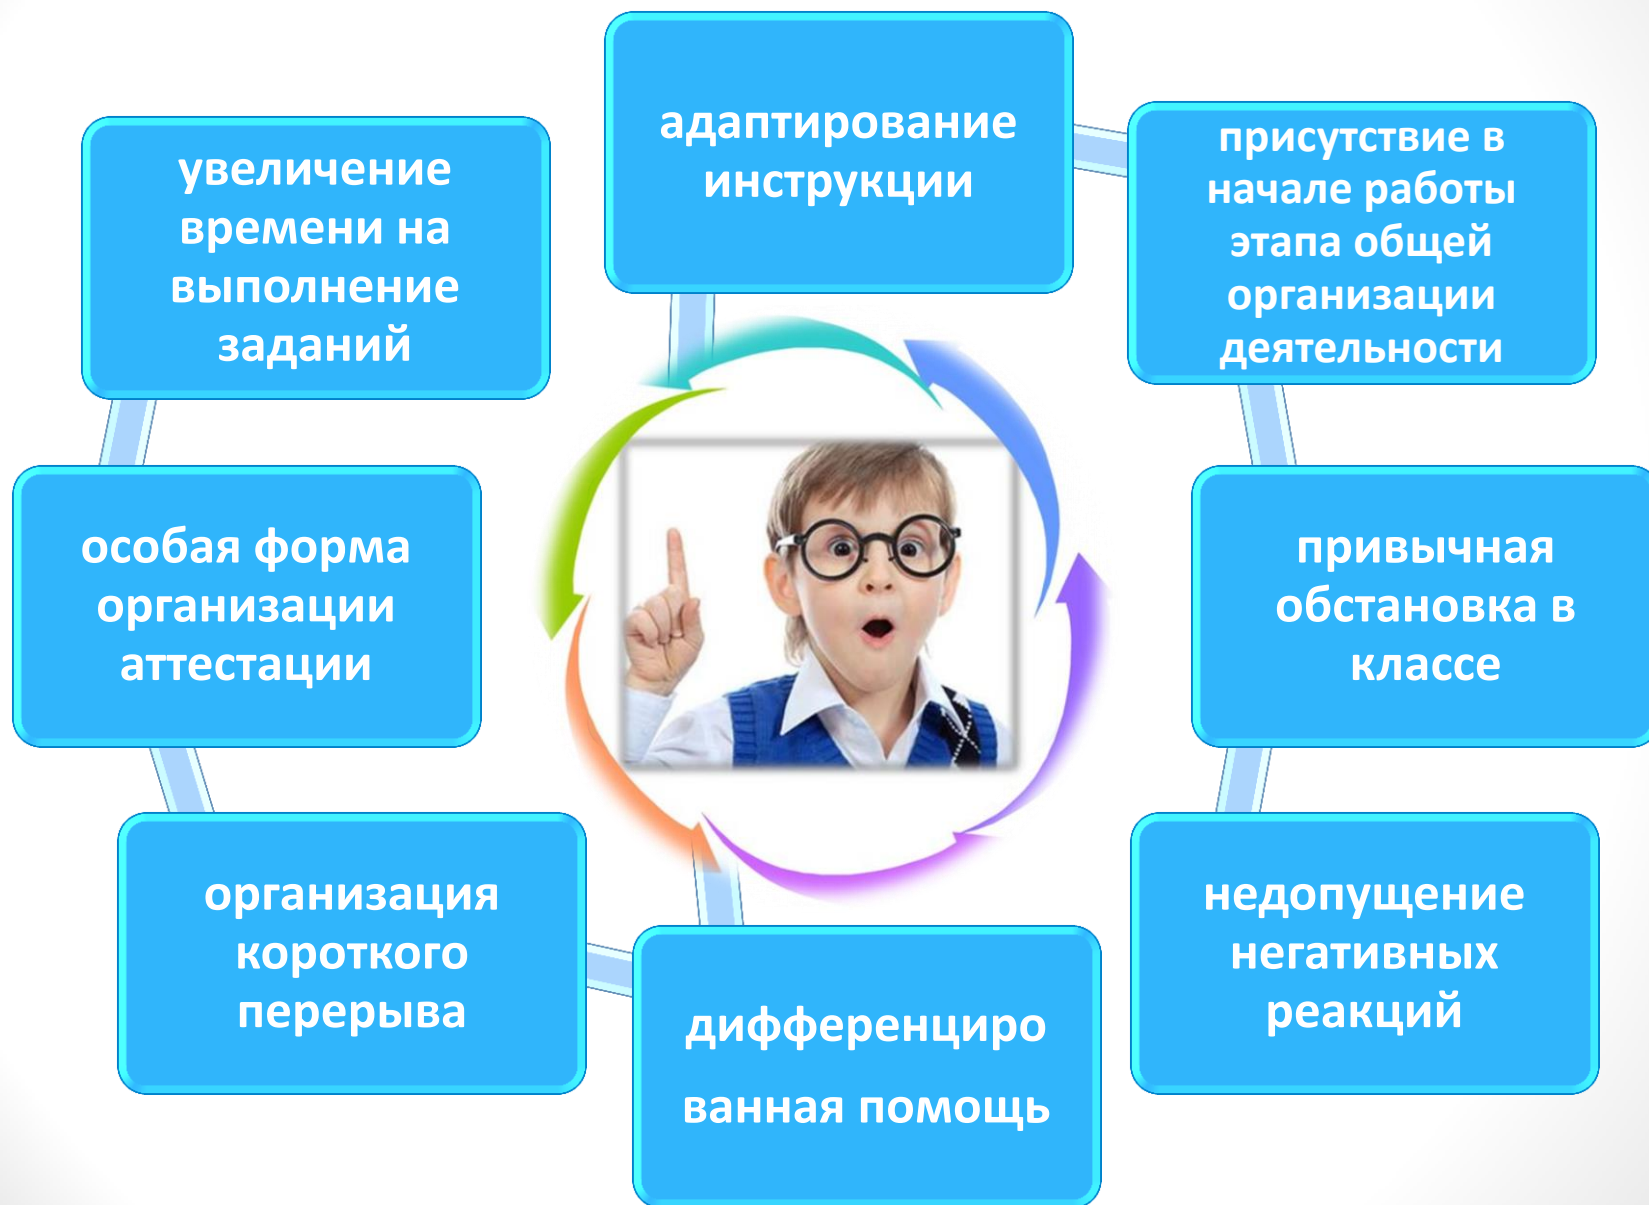 адаптирование
инструкции
присутствие в
начале работы
этапа общей
организации
деятельности
привычная
обстановка в
классе
недопущение
негативных
реакций
дифференциро
ванная помощь
организация
короткого
перерыва
особая форма
организации
аттестации
увеличение
времени на
выполнение
заданий